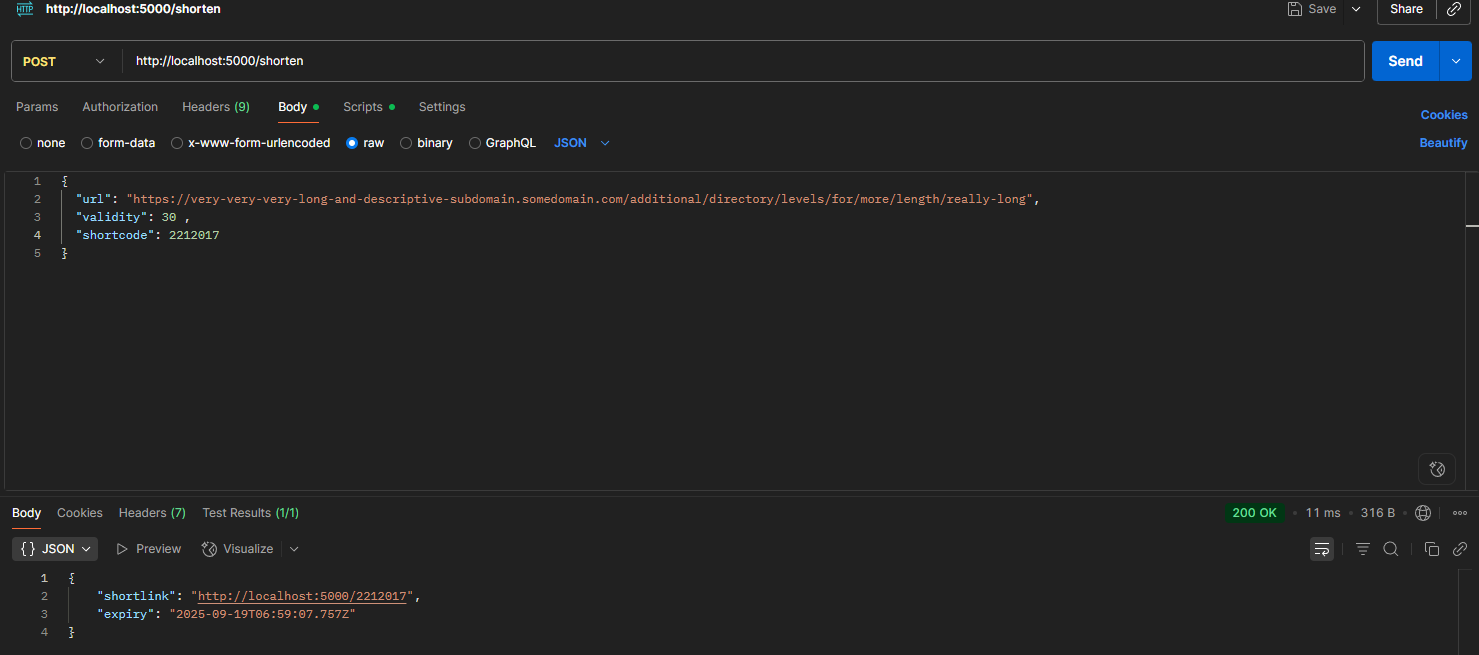 HTTP http://localhost:5000/shorten Save Share
POST http://localhost:5000/shorten Send
Params Authorization Headers (9) Body Scripts Settings Cookies
none form-data x-www-form-urlencoded raw binary GraphQL JSON Beautify
1 {
2 "url": "https://very-very-very-long-and-descriptive-subdomain.somedomain.com/additional/directory/levels/for/more/length/really-long",
3 "validity": 30 ,
4 "shortcode": 2212017
5 }
Body Cookies Headers (7) Test Results (1/1) 200 OK • 11 ms • 316 B •
{} JSON Preview Visualize
1 {
2 "shortlink": "http://localhost:5000/2212017",
3 "expiry": "2025-09-19T06:59:07.757Z"
4 }